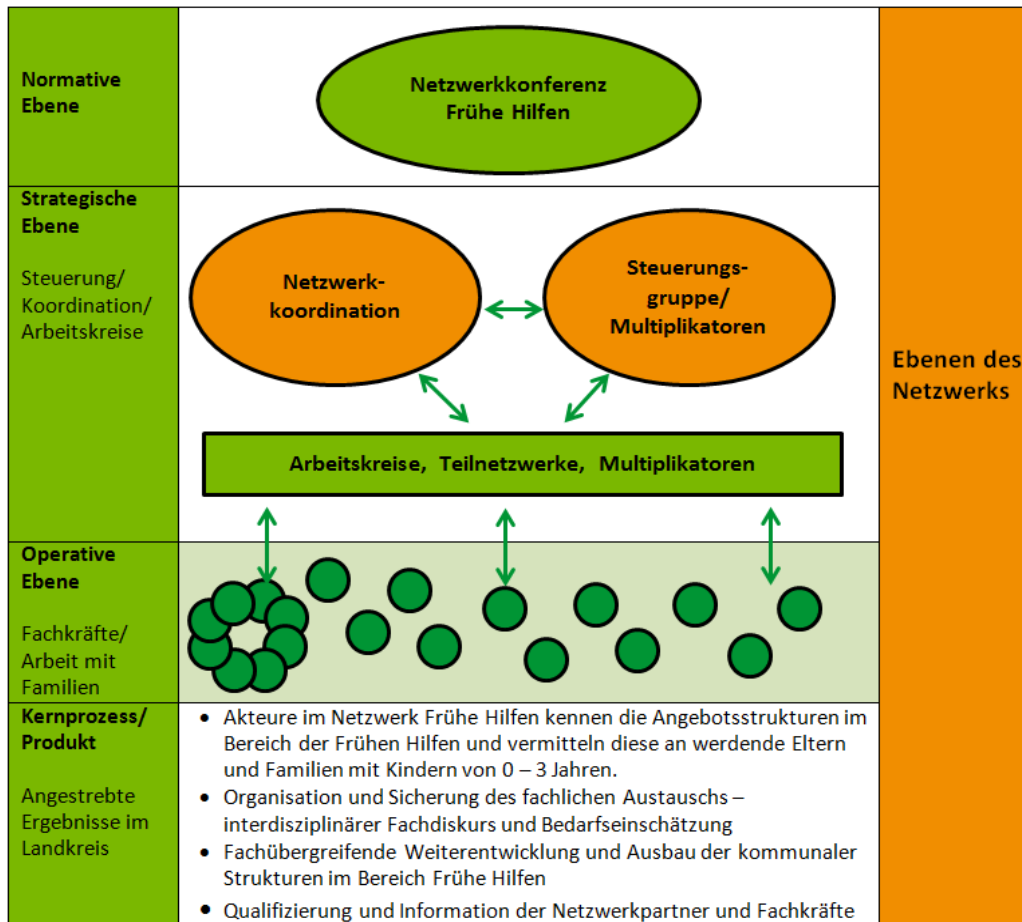 Normative
Ebene
Netzwerkkonferenz
Frühe Hilfen
Strategische
Ebene
Steuerung/
Koordination/
Arbeitskreise
Netzwerk-
koordination
Steuerungs-
gruppe/
Multiplikatoren
Arbeitskreise, Teilnetzwerke, Multiplikatoren
Operative
Ebene
Fachkräfte/
Arbeit mit
Familien
Kernprozess/
Produkt
Angestrebte
Ergebnisse im
Landkreis
• Akteure im Netzwerk Frühe Hilfen kennen die Angebotsstrukturen im
Bereich der Frühen Hilfen und vermitteln diese an werdende Eltern
und Familien mit Kindern von 0 – 3 Jahren.
• Organisation und Sicherung des fachlichen Austauschs –
interdisziplinärer Fachdiskurs und Bedarfseinschätzung
• Fachübergreifende Weiterentwicklung und Ausbau der kommunaler
Strukturen im Bereich Frühe Hilfen
• Qualifizierung und Information der Netzwerkpartner und Fachkräfte
Ebenen des
Netzwerks